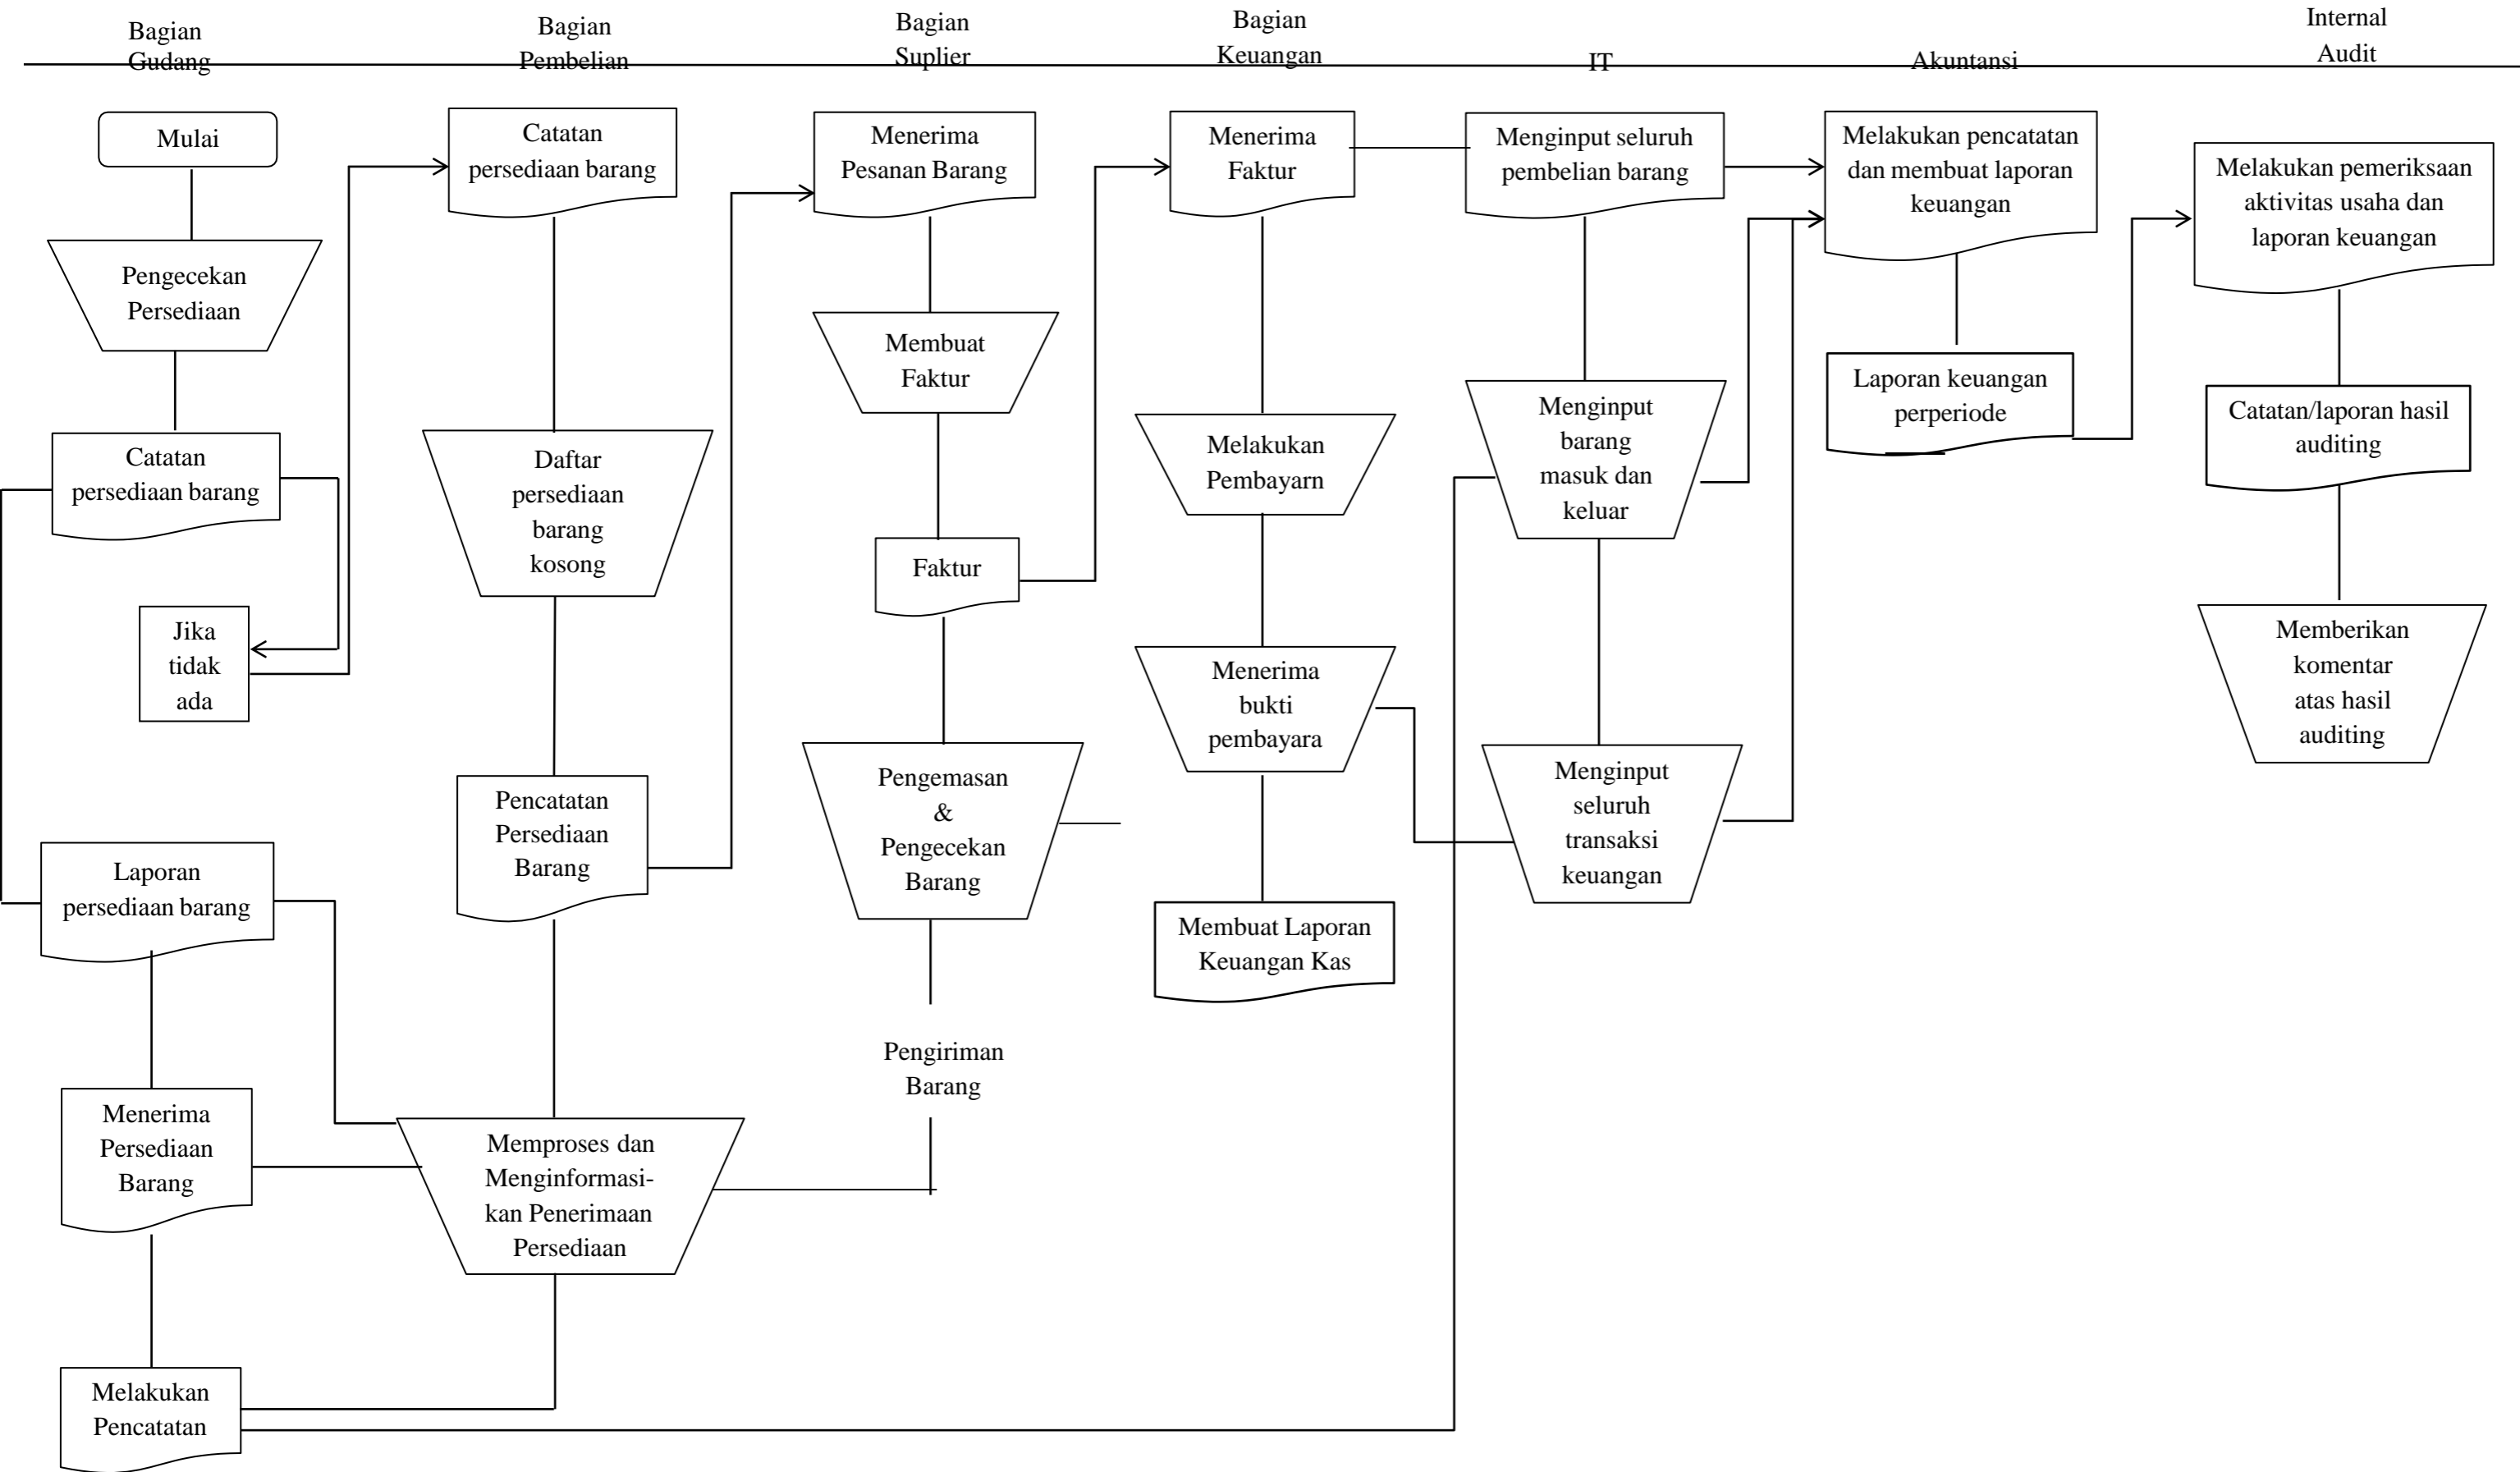 Bagian
Gudang
Bagian
Pembelian
Bagian
Suplier
Bagian
Keuangan
IT
Akuntansi
Internal
Audit
Mulai
Pengecekan
Persediaan
Catatan
persediaan barang
Jika
tidak
ada
Laporan
persediaan barang
Menerima
Persediaan
Barang
Melakukan
Pencatatan
Catatan
persediaan barang
Daftar
persediaan
barang
kosong
Pencatatan
Persediaan
Barang
Memproses dan
Menginformasi-
kan Penerimaan
Persediaan
Menerima
Pesanan Barang
Membuat
Faktur
Faktur
Pengemasan
&
Pengecekan
Barang
Pengiriman
Barang
Menerima
Faktur
Melakukan
Pembayarn
Menerima
bukti
pembayara
Membuat Laporan
Keuangan Kas
Menginput seluruh
pembelian barang
Menginput
barang
masuk dan
keluar
Menginput
seluruh
transaksi
keuangan
Melakukan pencatatan
dan membuat laporan
keuangan
Laporan keuangan
perperiode
Melakukan pemeriksaan
aktivitas usaha dan
laporan keuangan
Catatan/laporan hasil
auditing
Memberikan
komentar
atas hasil
auditing